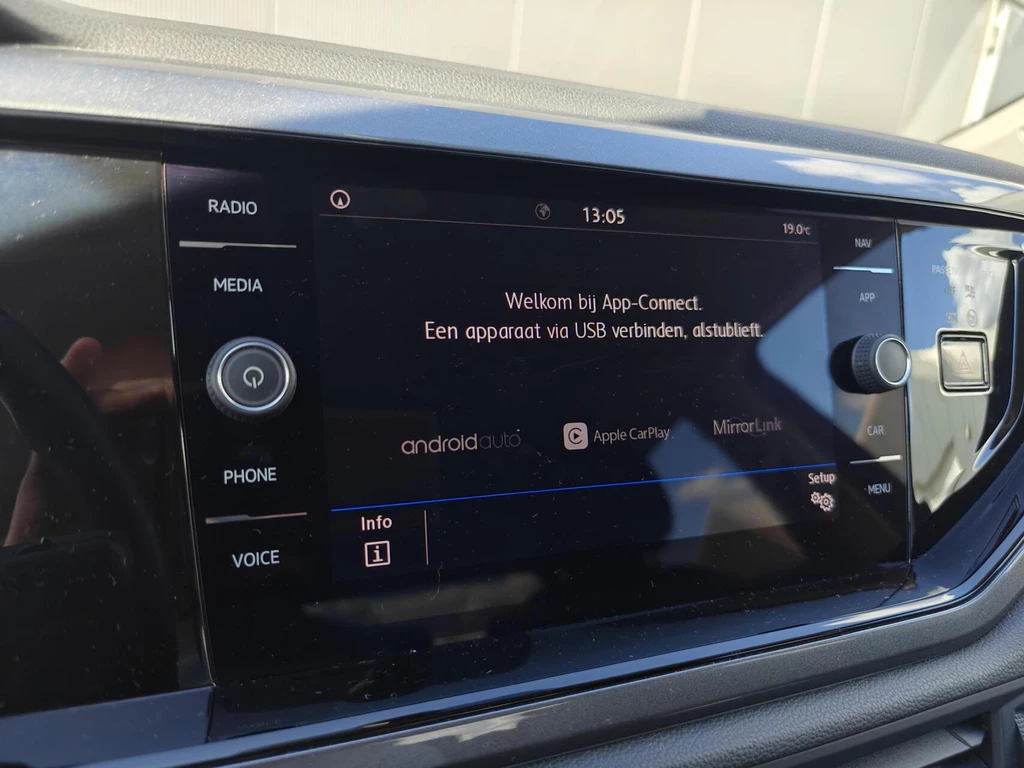 RADIO
MEDIA
PHONE
VOICE
13:05
19.0°C
Welkom bij App-Connect.
Een apparaat via USB verbinden, alstublieft.
androidauto
Apple CarPlay
MirrorLink
Setup
Info
i
NAV
APP
CAR
MENU